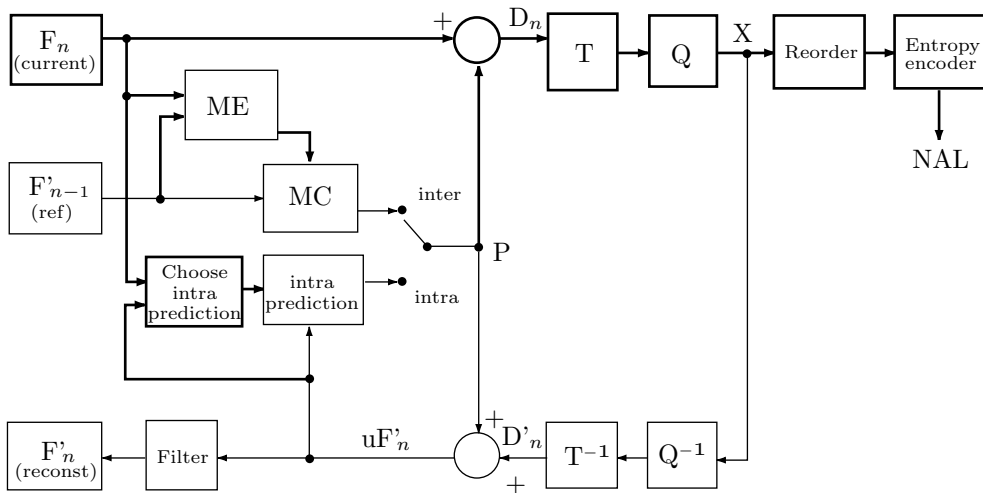 Fn
(current)
+
Dn
T
Q
X
Reorder
Entropy
encoder
NAL
ME
F'n−1
(ref)
MC
inter
P
Choose
intra
prediction
intra
prediction
intra
F'n
(reconst)
Filter
uF'n
+
D'n
+
T−1
Q−1